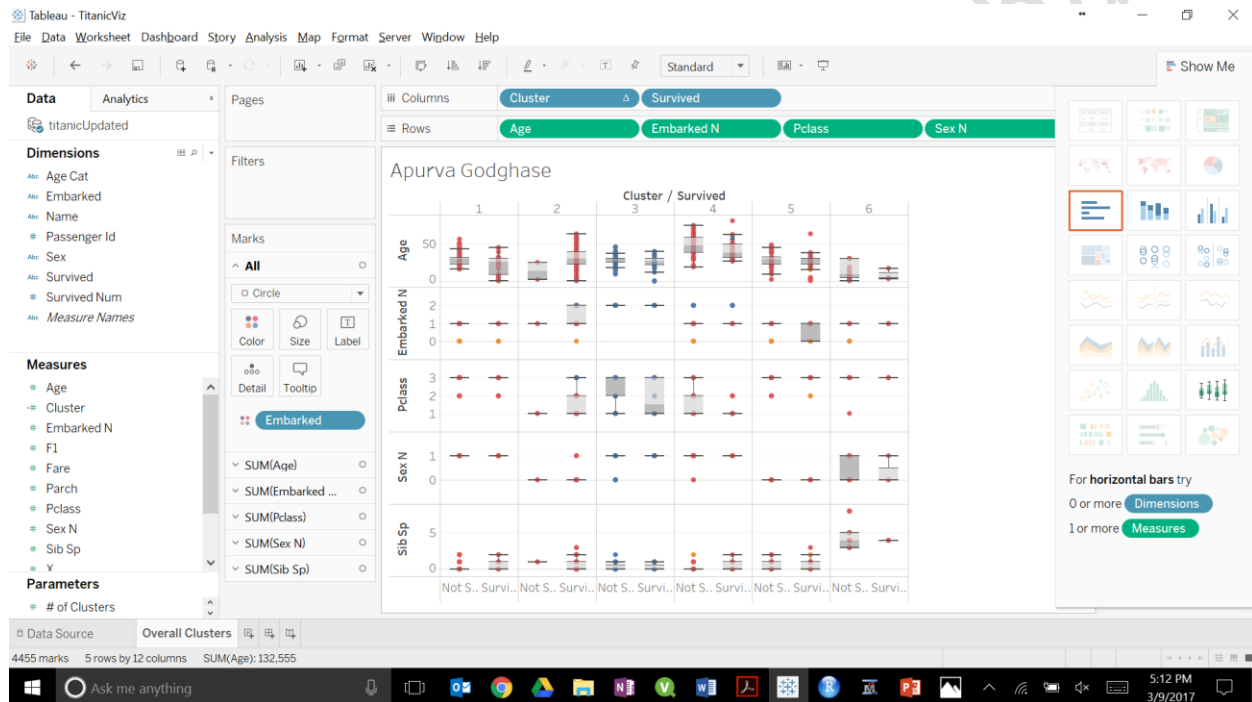 Tableau - TitanicViz
File Data Worksheet Dashboard Story Analysis Map Format Server Window Help
Standard
Show Me
Data Analytics
titanicUpdated
Dimensions
Abc Age Cat
Abc Embarked
Abc Name
# Passenger Id
Abc Sex
Abc Survived
# Survived Num
Abc Measure Names
Measures
# Age
=# Cluster
# Embarked N
# F1
# Fare
# Parch
# Pclass
# Sex N
# Sib Sp
# X
Parameters
# of Clusters
Pages
Filters
Marks
All
Circle
Color Size Label
Detail Tooltip
Embarked
SUM(Age)
SUM(Embarked ...
SUM(Pclass)
SUM(Sex N)
SUM(Sib Sp)
Columns Cluster Survived
Rows Age Embarked N Pclass Sex N
Apurva Godghase
Cluster / Survived
1 2 3 4 5 6
Age
50
0
Embarked N
2
1
0
Pclass
3
2
1
Sex N
1
0
Sib Sp
5
0
Not S.. Survi.. Not S.. Survi.. Not S.. Survi.. Not S.. Survi.. Not S.. Survi.. Not S.. Survi..
For horizontal bars try
0 or more Dimensions
1 or more Measures
Data Source Overall Clusters
4455 marks 5 rows by 12 columns SUM(Age): 132,555
Ask me anything
5:12 PM
3/9/2017